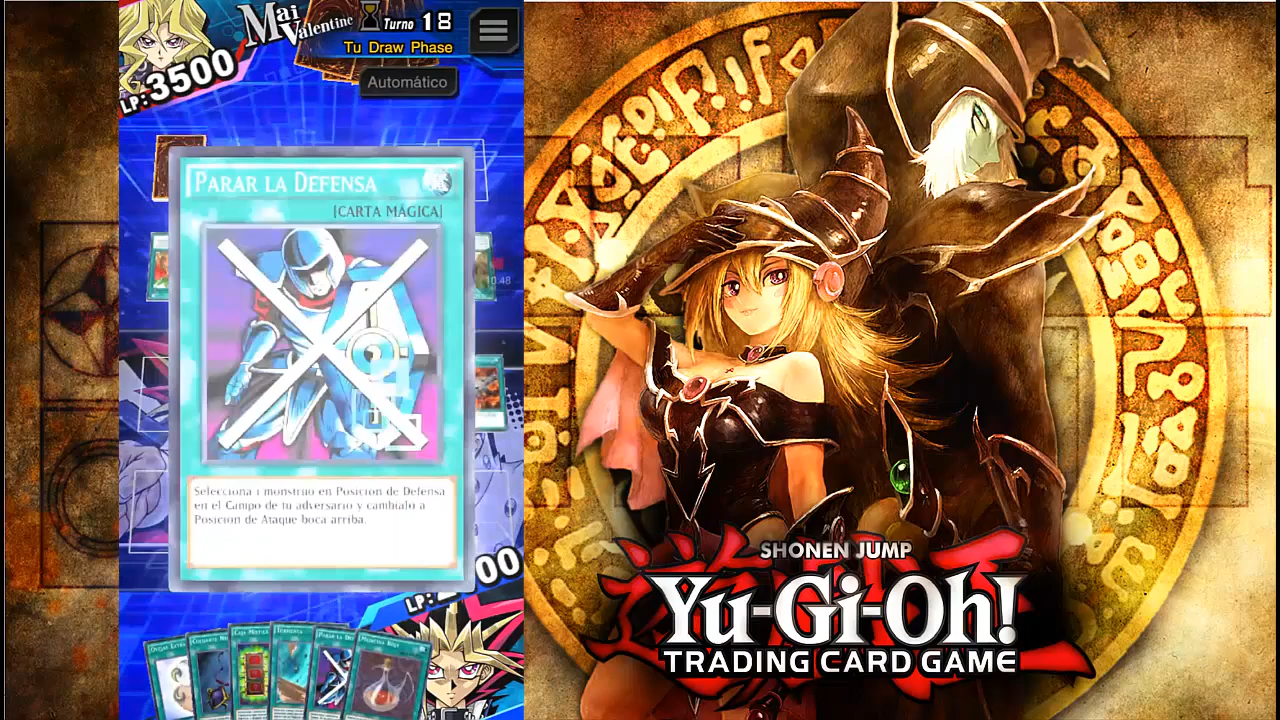 Mai
Valentine
Turno 18
Tu Draw Phase
LP: 3500
Automático
PARAR LA DEFENSA
[CARTA MÁGICA]
Selecciona 1 monstruo en Posición de Defensa
en el Campo de tu adversario y cámbialo a
Posición de Ataque boca arriba.
00
LP:
SHONEN JUMP
YU-GI-OH!
TRADING CARD GAME